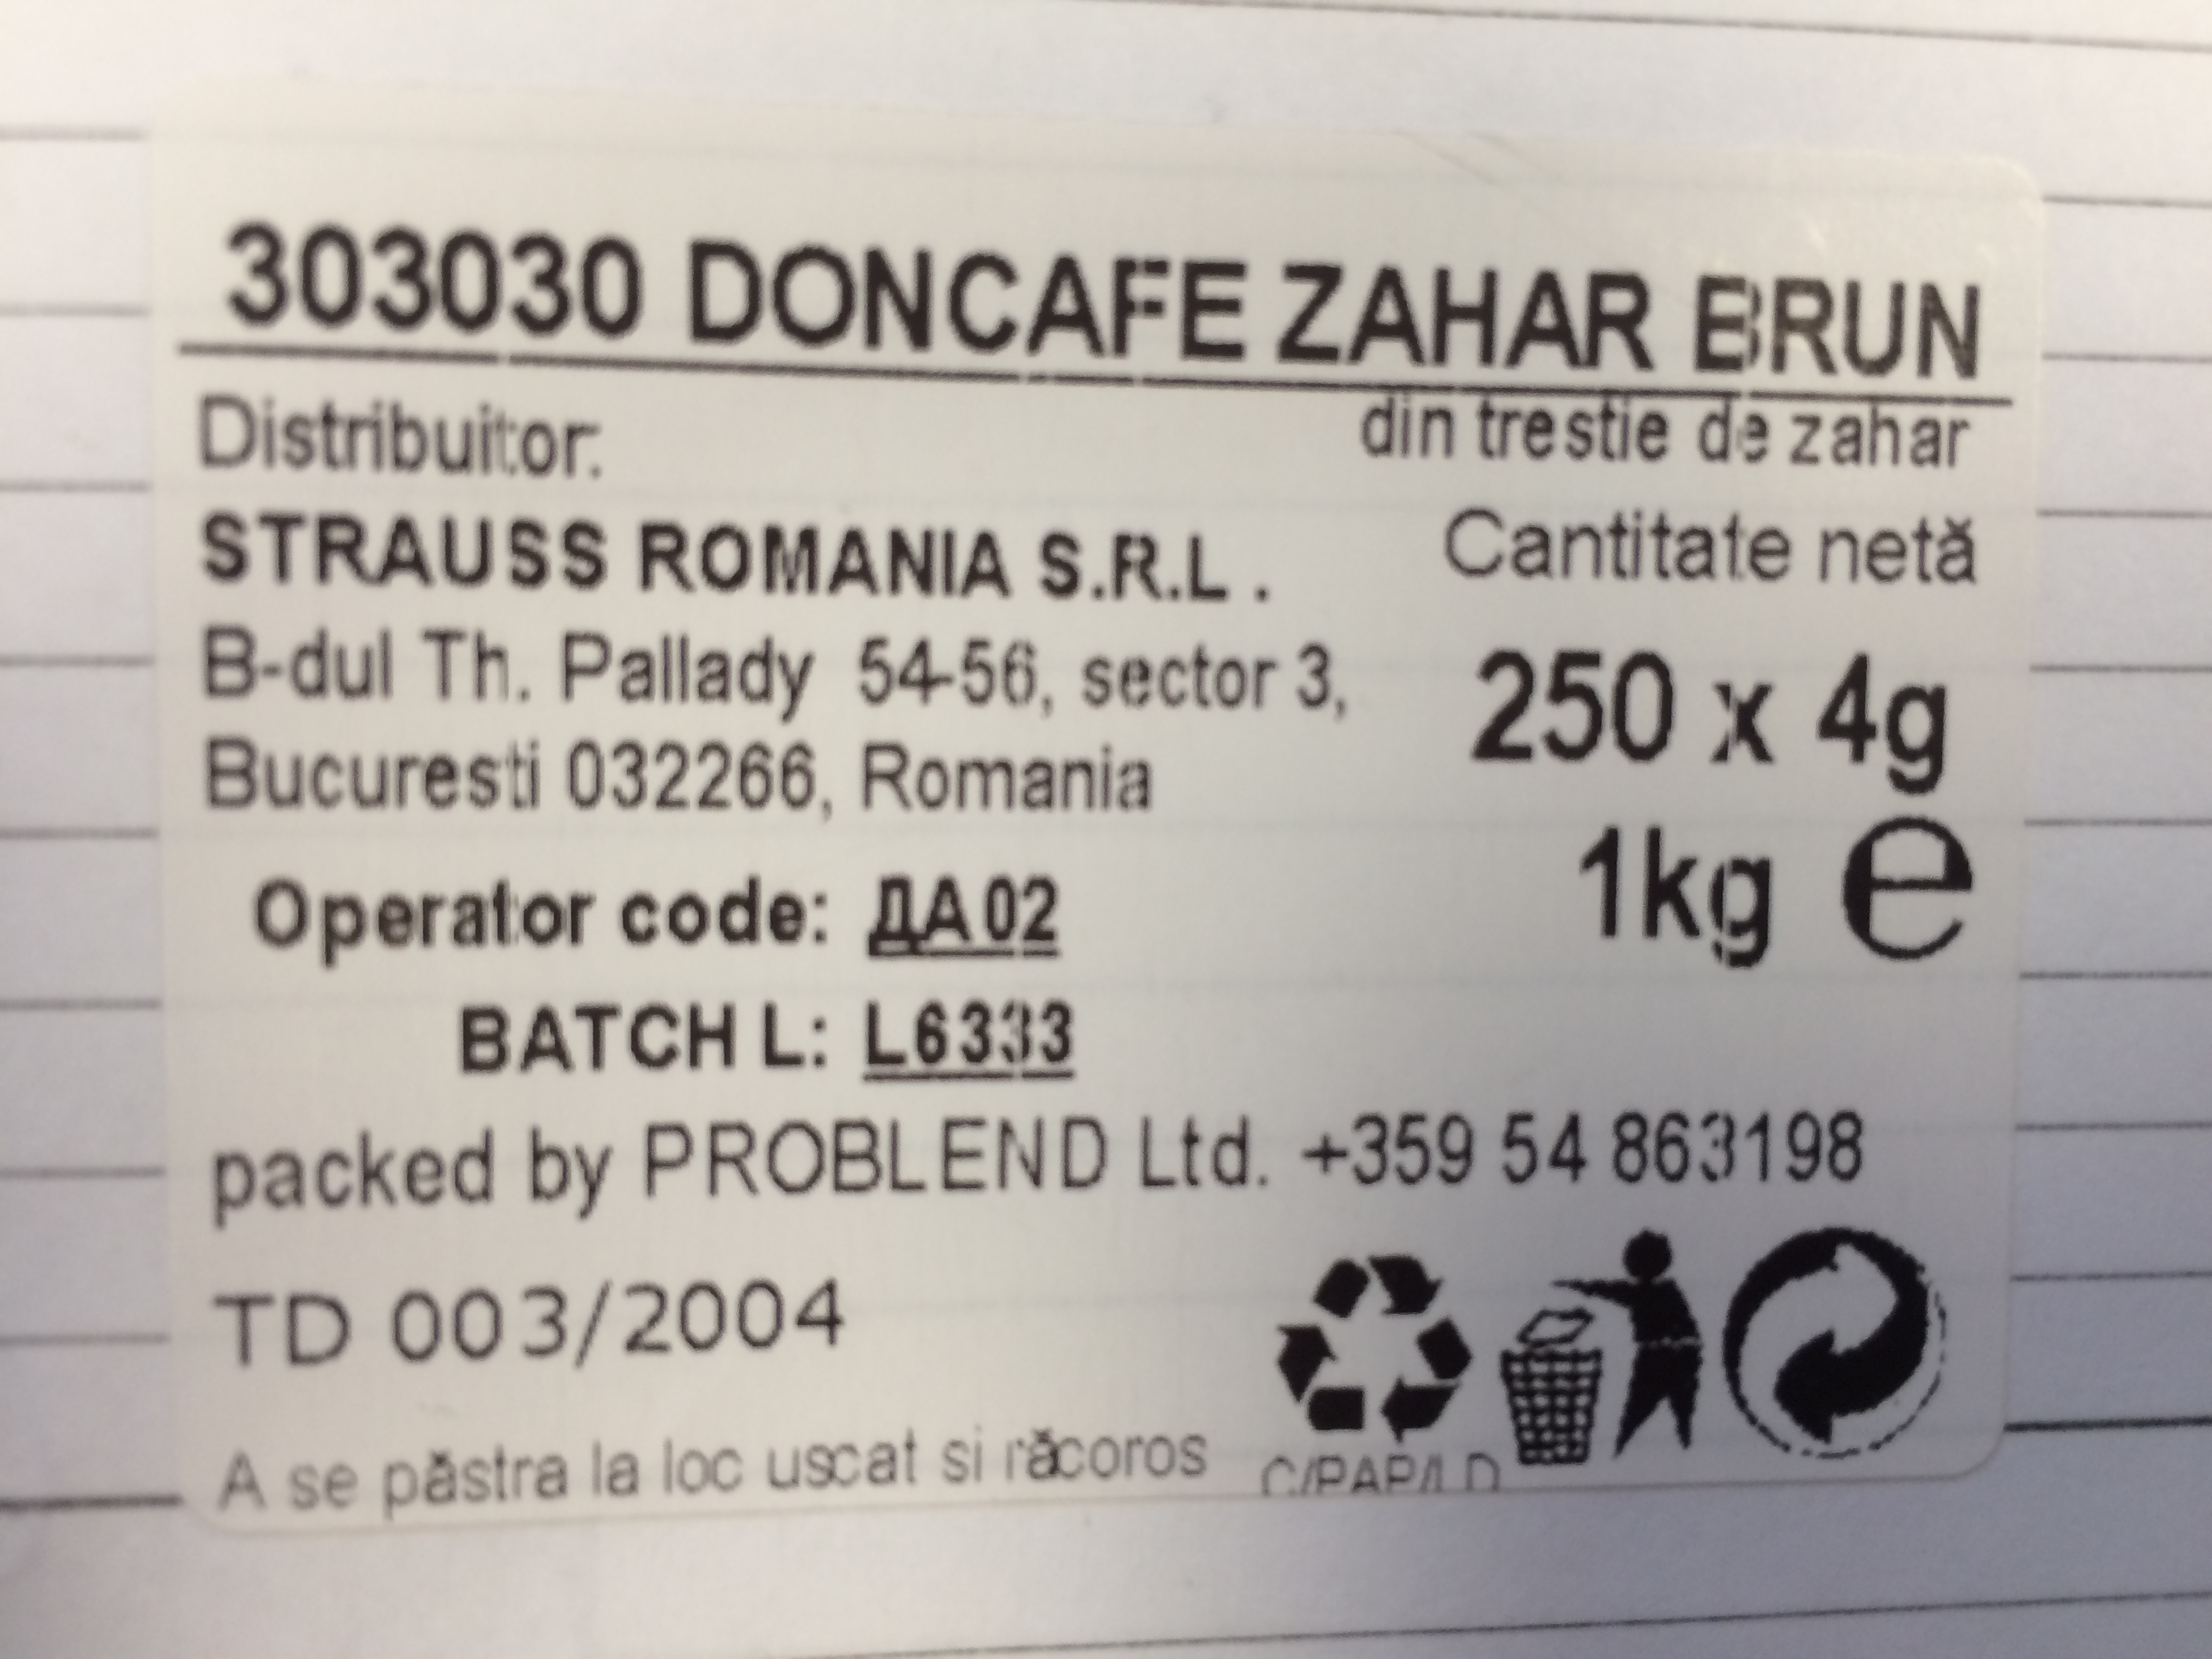 303030 DONCAFE ZAHAR BRUN
din trestie de zahar
Distribuitor:
STRAUSS ROMANIA S.R.L .
B-dul Th. Pallady 54-56, sector 3,
Bucuresti 032266, Romania
Cantitate netă
250 x 4g
1kg e
Operator code: ДА02
BATCH L: L6333
packed by PROBLEND Ltd. +359 54 863198
TD 003/2004
A se păstra la loc uscat si răcoros
C/PAP/LD